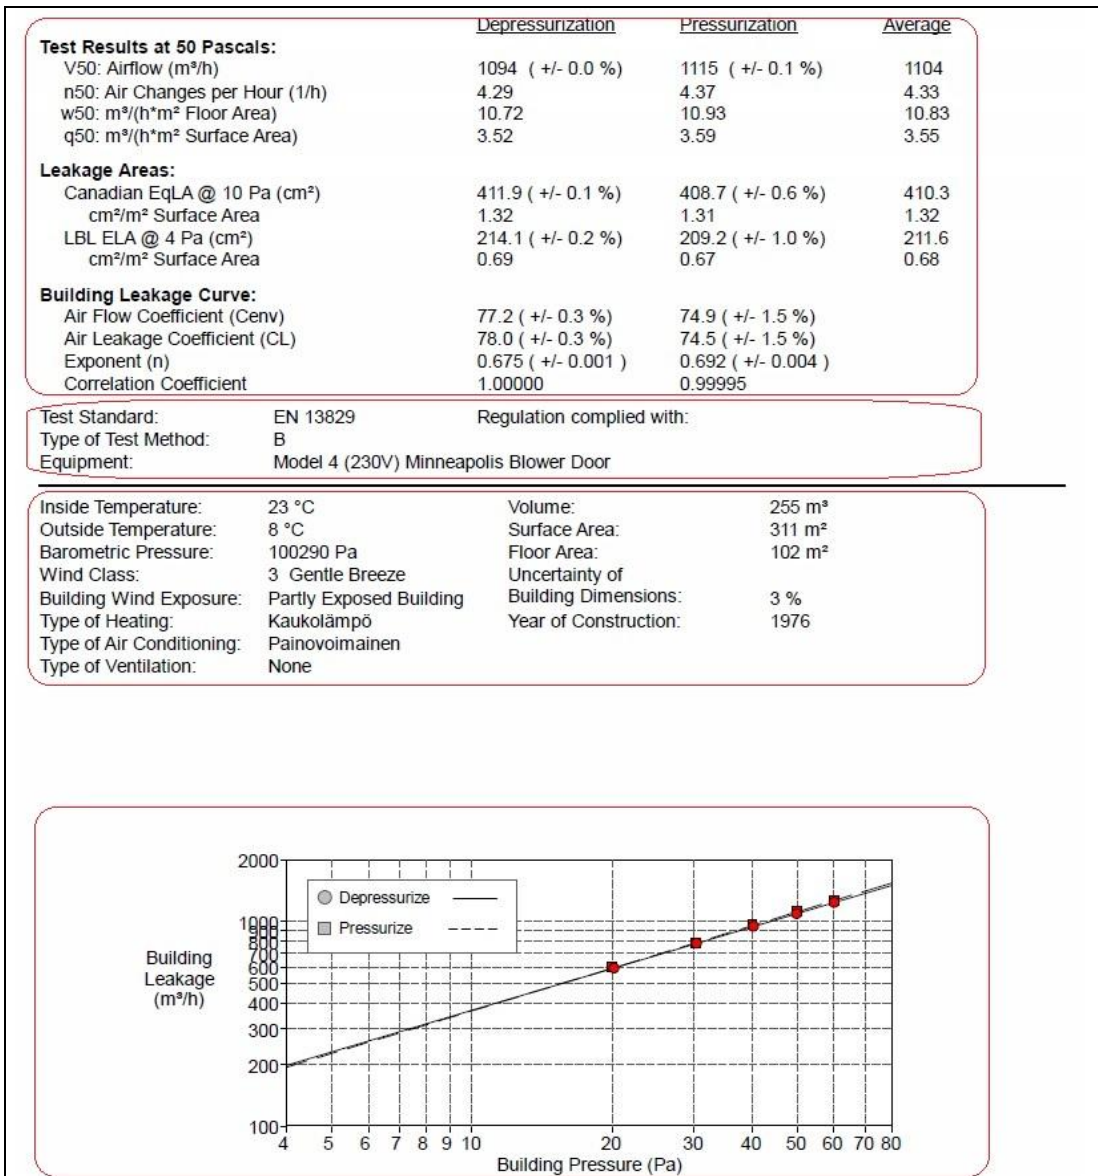 Depressurization Pressurization Average
Test Results at 50 Pascals:
V50: Airflow (m³/h) 1094 ( +/- 0.0 %) 1115 ( +/- 0.1 %) 1104
n50: Air Changes per Hour (1/h) 4.29 4.37 4.33
w50: m³/(h*m² Floor Area) 10.72 10.93 10.83
q50: m³/(h*m² Surface Area) 3.52 3.59 3.55
Leakage Areas:
Canadian EqLA @ 10 Pa (cm²) 411.9 ( +/- 0.1 %) 408.7 ( +/- 0.6 %) 410.3
cm²/m² Surface Area 1.32 1.31 1.32
LBL ELA @ 4 Pa (cm²) 214.1 ( +/- 0.2 %) 209.2 ( +/- 1.0 %) 211.6
cm²/m² Surface Area 0.69 0.67 0.68
Building Leakage Curve:
Air Flow Coefficient (Cenv) 77.2 ( +/- 0.3 %) 74.9 ( +/- 1.5 %)
Air Leakage Coefficient (CL) 78.0 ( +/- 0.3 %) 74.5 ( +/- 1.5 %)
Exponent (n) 0.675 ( +/- 0.001 ) 0.692 ( +/- 0.004 )
Correlation Coefficient 1.00000 0.99995
Test Standard: EN 13829 Regulation complied with:
Type of Test Method: B
Equipment: Model 4 (230V) Minneapolis Blower Door
Inside Temperature: 23 °C Volume: 255 m³
Outside Temperature: 8 °C Surface Area: 311 m²
Barometric Pressure: 100290 Pa Floor Area: 102 m²
Wind Class: 3 Gentle Breeze Uncertainty of
Building Wind Exposure: Partly Exposed Building Building Dimensions: 3 %
Type of Heating: Kaukolämpö Year of Construction: 1976
Type of Air Conditioning: Painovoimainen
Type of Ventilation: None
2000
Depressurize
1000
900
Pressurize
800
700
Building
600
Leakage
500
(m³/h)
400
300
200
100
4 5 6 7 8 9 10 20 30 40 50 60 70 80
Building Pressure (Pa)